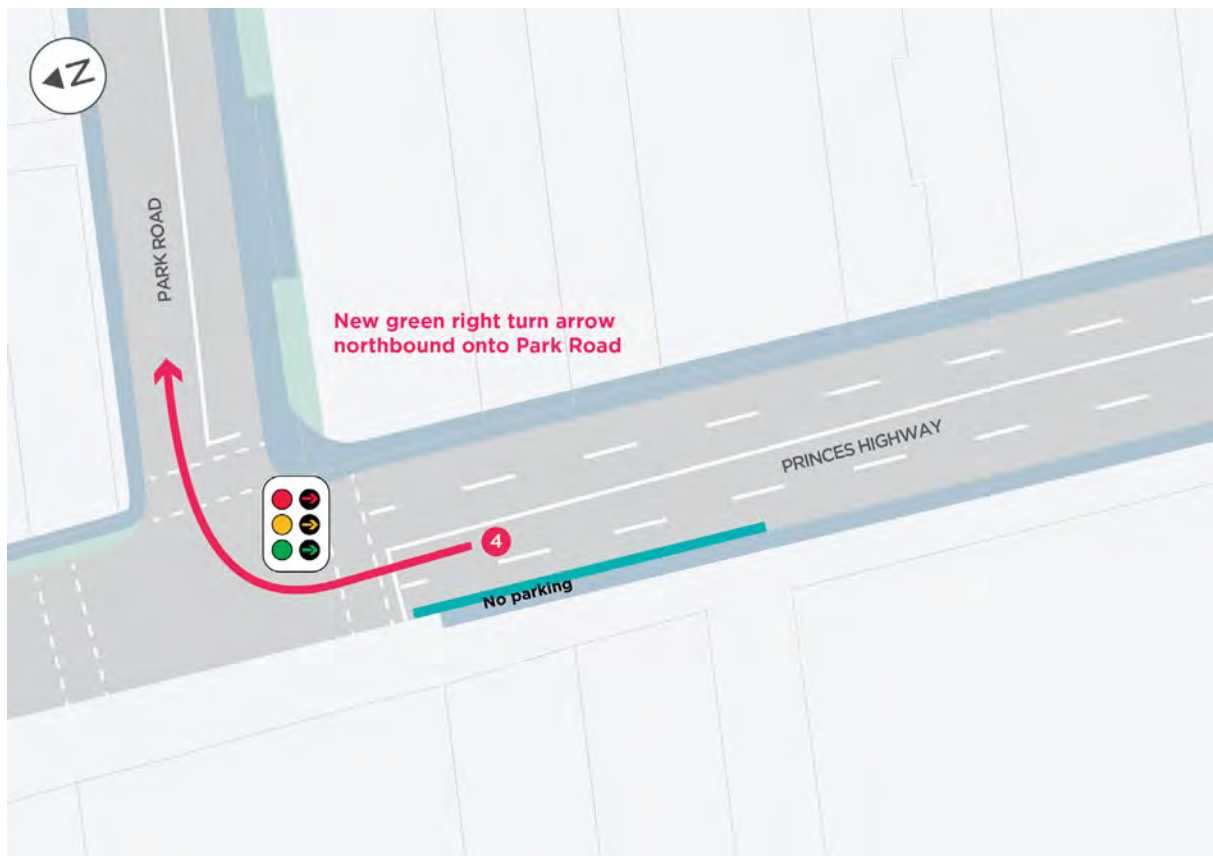 N
PARK ROAD
New green right turn arrow
northbound onto Park Road
PRINCES HIGHWAY
4
No parking